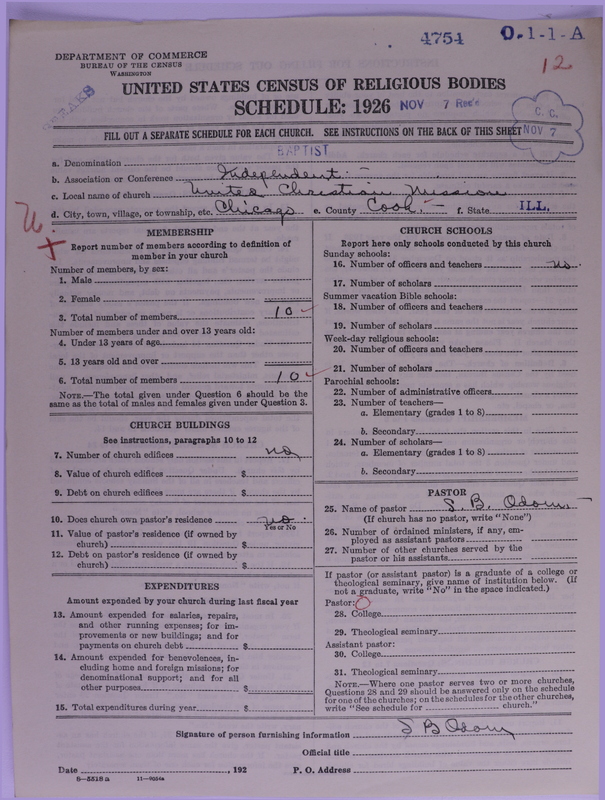 4754 O.1-1-A
DEPARTMENT OF COMMERCE
BUREAU OF THE CENSUS
WASHINGTON
12
UNITED STATES CENSUS OF RELIGIOUS BODIES
SCHEDULE: 1926 NOV 7 Rec'd
C. C.
NOV 7
FILL OUT A SEPARATE SCHEDULE FOR EACH CHURCH. SEE INSTRUCTIONS ON THE BACK OF THIS SHEET
BAPTIST
a. Denomination
b. Association or Conference Independent
c. Local name of church United Christian Mission
d. City, town, village, or township, etc. Chicago e. County Cook f. State ILL.
MEMBERSHIP
Report number of members according to definition of
member in your church
Number of members, by sex:
1. Male
2. Female
3. Total number of members 10
Number of members under and over 13 years old:
4. Under 13 years of age
5. 13 years old and over
6. Total number of members 10
NOTE.—The total given under Question 6 should be the
same as the total of males and females given under Question 3.
CHURCH BUILDINGS
See instructions, paragraphs 10 to 12
7. Number of church edifices no
8. Value of church edifices $
9. Debt on church edifices $
10. Does church own pastor's residence no
Yes or No
11. Value of pastor's residence (if owned by
church) $
12. Debt on pastor's residence (if owned by
church) $
EXPENDITURES
Amount expended by your church during last fiscal year
13. Amount expended for salaries, repairs,
and other running expenses; for im-
provements or new buildings; and for
payments on church debt $
14. Amount expended for benevolences, in-
cluding home and foreign missions; for
denominational support; and for all
other purposes $
15. Total expenditures during year $
CHURCH SCHOOLS
Report here only schools conducted by this church
Sunday schools:
16. Number of officers and teachers no
17. Number of scholars
Summer vacation Bible schools:
18. Number of officers and teachers
19. Number of scholars
Week-day religious schools:
20. Number of officers and teachers
21. Number of scholars
Parochial schools:
22. Number of administrative officers
23. Number of teachers—
a. Elementary (grades 1 to 8)
b. Secondary
24. Number of scholars—
a. Elementary (grades 1 to 8)
b. Secondary
PASTOR
25. Name of pastor S. B. Odom
(If church has no pastor, write "None")
26. Number of ordained ministers, if any, em-
ployed as assistant pastors
27. Number of other churches served by the
pastor or his assistants
If pastor (or assistant pastor) is a graduate of a college or
theological seminary, give name of institution below. (If
not a graduate, write "No" in the space indicated.)
Pastor:
28. College
29. Theological seminary
Assistant pastor:
30. College
31. Theological seminary
NOTE.—Where one pastor serves two or more churches,
Questions 28 and 29 should be answered only on the schedule
for one of the churches; on the schedules for the other churches,
write "See schedule for church."
Signature of person furnishing information S B Odom
Official title
Date , 192 P. O. Address
8—5518a 11—9054a